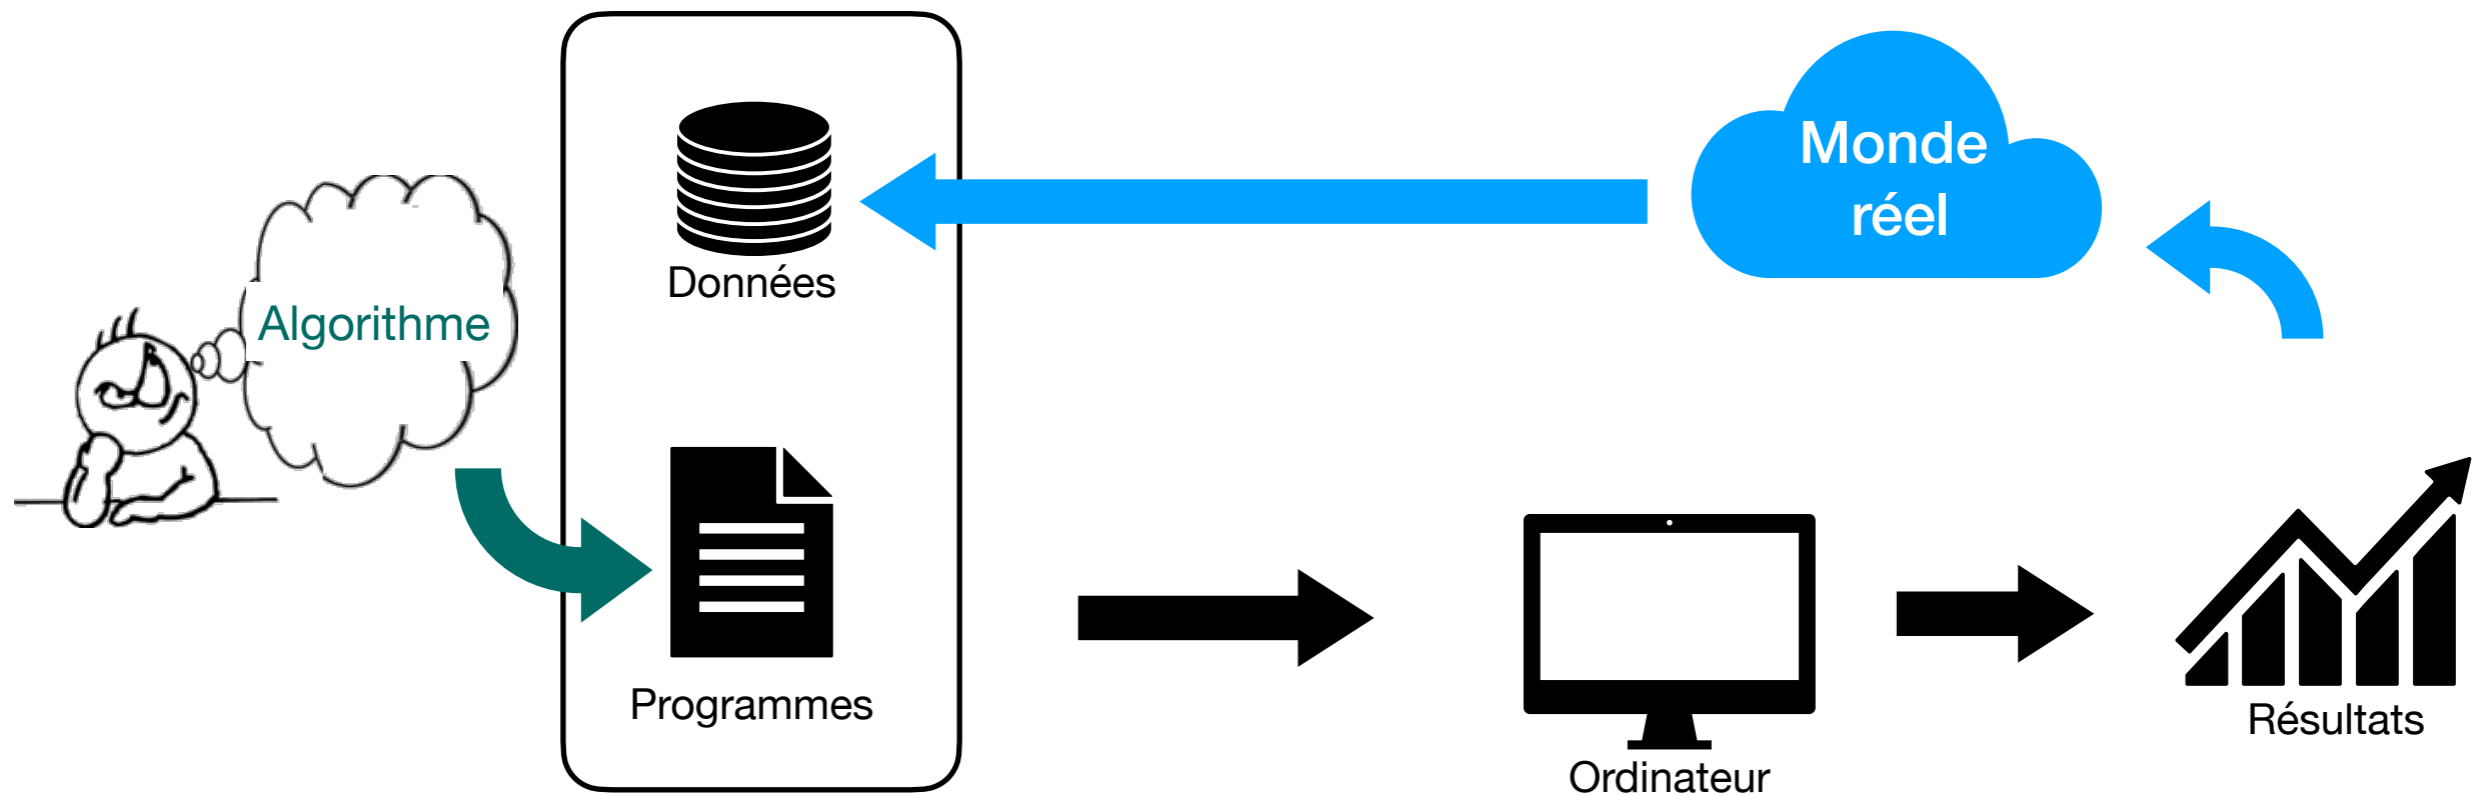 Monde
réel
Données
Algorithme
Programmes
Ordinateur
Résultats